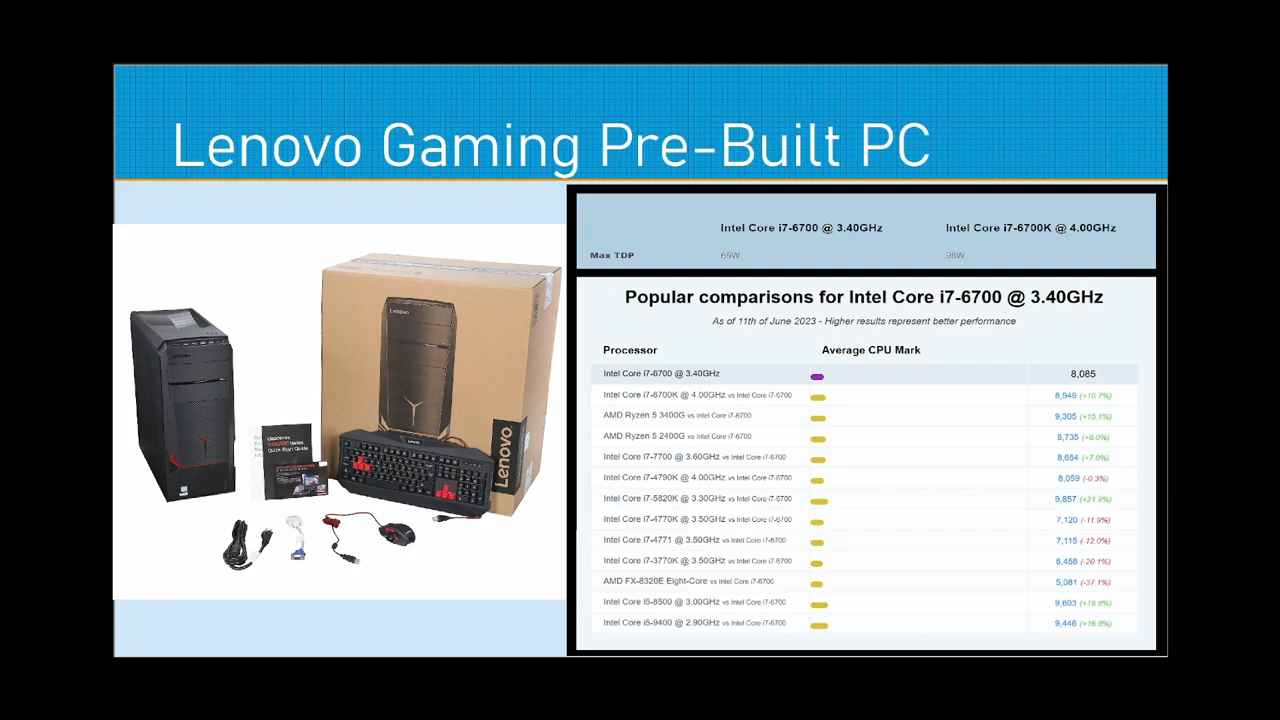 Lenovo Gaming Pre-Built PC
Lenovo
Lenovo
Lenovo
Quick Start Guide
Intel Core i7-6700 @ 3.40GHz Intel Core i7-6700K @ 4.00GHz
Max TDP 65W 95W
Popular comparisons for Intel Core i7-6700 @ 3.40GHz
As of 11th of June 2023 - Higher results represent better performance
Processor Average CPU Mark
Intel Core i7-6700 @ 3.40GHz 8,085
Intel Core i7-6700K @ 4.00GHz vs Intel Core i7-6700 8,949 (+10.7%)
AMD Ryzen 5 3400G vs Intel Core i7-6700 9,305 (+15.1%)
AMD Ryzen 5 2400G vs Intel Core i7-6700 8,735 (+8.0%)
Intel Core i7-7700 @ 3.60GHz vs Intel Core i7-6700 8,654 (+7.0%)
Intel Core i7-4790K @ 4.00GHz vs Intel Core i7-6700 8,059 (-0.3%)
Intel Core i7-5820K @ 3.30GHz vs Intel Core i7-6700 9,857 (+21.9%)
Intel Core i7-4770K @ 3.50GHz vs Intel Core i7-6700 7,120 (-11.9%)
Intel Core i7-4771 @ 3.50GHz vs Intel Core i7-6700 7,115 (-12.0%)
Intel Core i7-3770K @ 3.50GHz vs Intel Core i7-6700 6,458 (-20.1%)
AMD FX-8320E Eight-Core vs Intel Core i7-6700 5,081 (-37.1%)
Intel Core i5-8500 @ 3.00GHz vs Intel Core i7-6700 9,603 (+18.8%)
Intel Core i5-9400 @ 2.90GHz vs Intel Core i7-6700 9,446 (+16.8%)